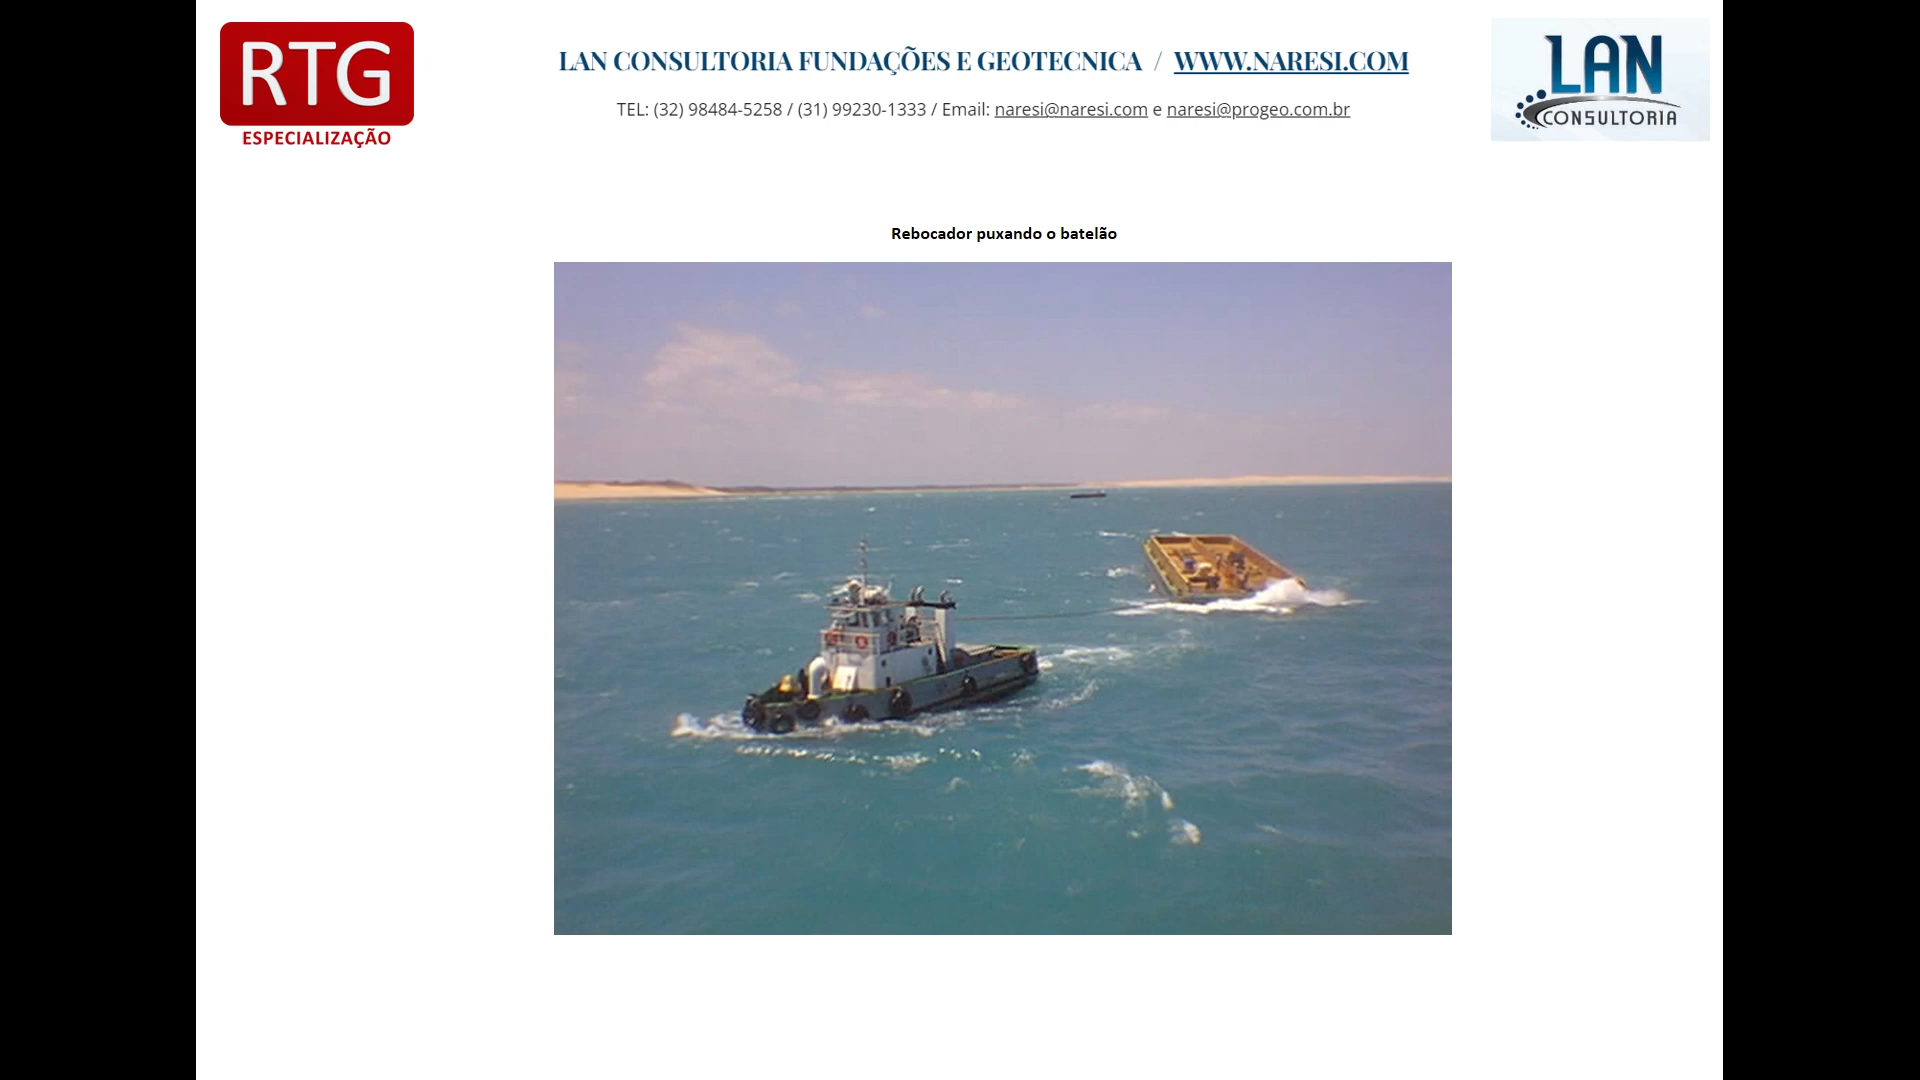 RTG
ESPECIALIZAÇÃO
LAN CONSULTORIA FUNDAÇÕES E GEOTECNICA / WWW.NARESI.COM
TEL: (32) 98484-5258 / (31) 99230-1333 / Email: naresi@naresi.com e naresi@progeo.com.br
LAN
CONSULTORIA
Rebocador puxando o batelão